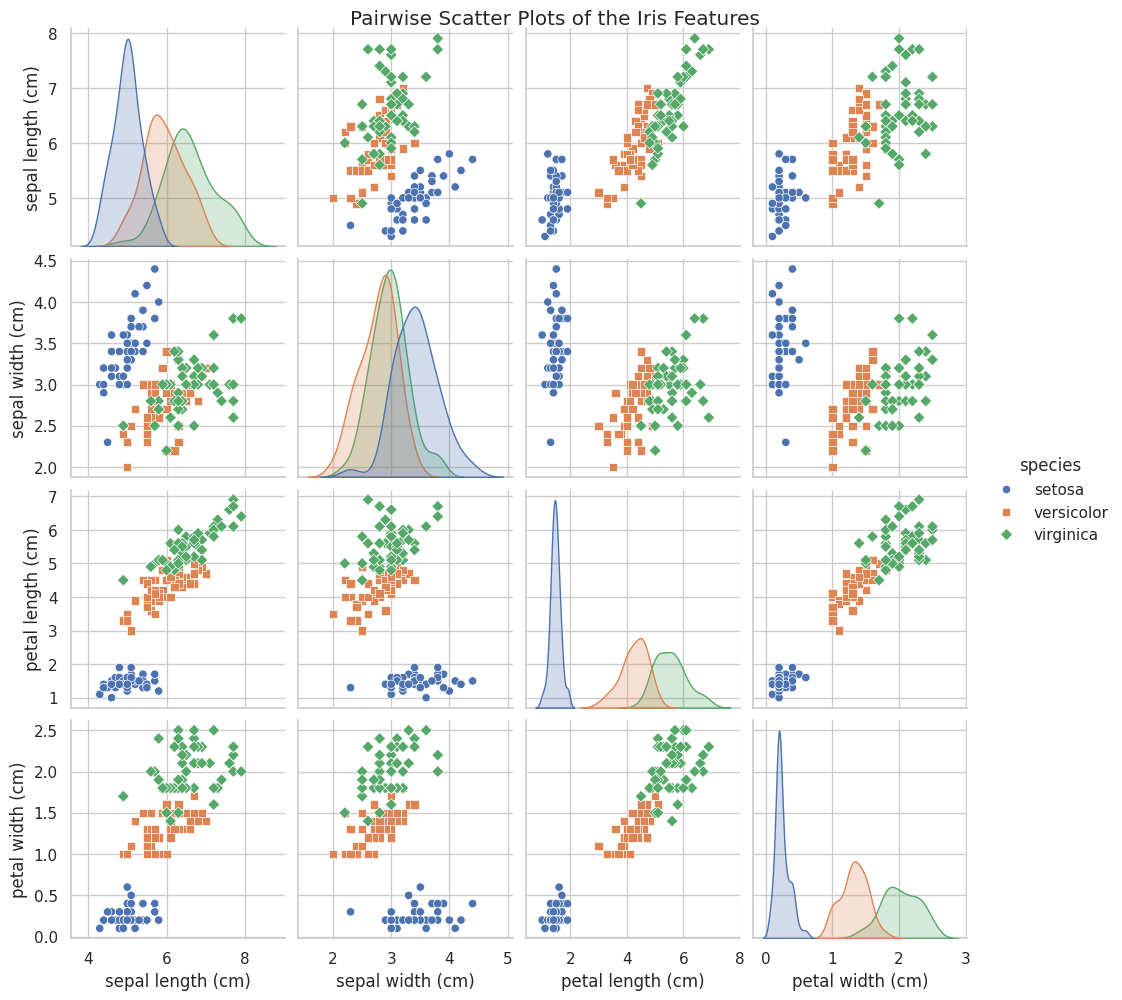 Pairwise Scatter Plots of the Iris Features
8
7
6
5
sepal length (cm)
4.5
4.0
3.5
3.0
2.5
2.0
sepal width (cm)
species
setosa
versicolor
virginica
7
6
5
4
3
2
1
petal length (cm)
2.5
2.0
1.5
1.0
0.5
0.0
petal width (cm)
4 6 8
2 3 4 5
2 4 6 8
0 1 2 3
sepal length (cm)
sepal width (cm)
petal length (cm)
petal width (cm)